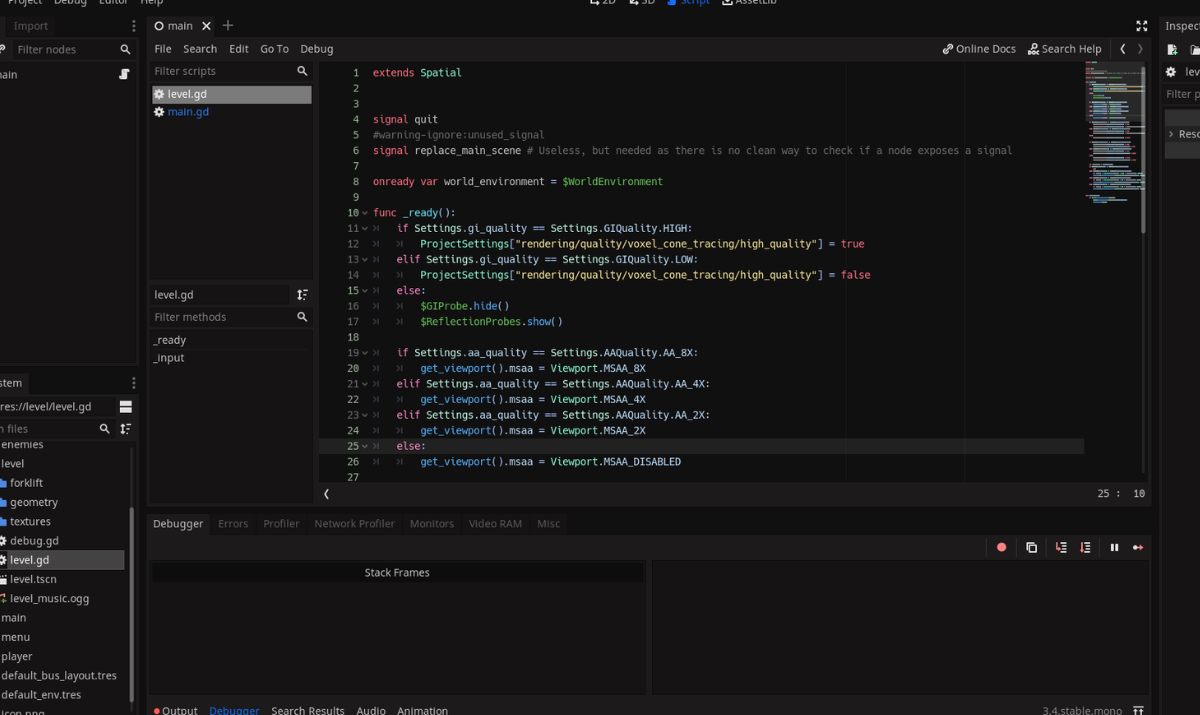 Project Debug Editor Help 2D 3D Script AssetLib
Import
main
Inspec
File Search Edit Go To Debug
Online Docs Search Help
Filter nodes
Filter scripts
level.gd
main.gd
ain
lev
Filter p
Reso
1 extends Spatial
2
3
4 signal quit
5 #warning-ignore:unused_signal
6 signal replace_main_scene # Useless, but needed as there is no clean way to check if a node exposes a signal
7
8 onready var world_environment = $WorldEnvironment
9
10 func _ready():
11 if Settings.gi_quality == Settings.GIQuality.HIGH:
12 ProjectSettings["rendering/quality/voxel_cone_tracing/high_quality"] = true
13 elif Settings.gi_quality == Settings.GIQuality.LOW:
14 ProjectSettings["rendering/quality/voxel_cone_tracing/high_quality"] = false
15 else:
16 $GIProbe.hide()
17 $ReflectionProbes.show()
18
19 if Settings.aa_quality == Settings.AAQuality.AA_8X:
20 get_viewport().msaa = Viewport.MSAA_8X
21 elif Settings.aa_quality == Settings.AAQuality.AA_4X:
22 get_viewport().msaa = Viewport.MSAA_4X
23 elif Settings.aa_quality == Settings.AAQuality.AA_2X:
24 get_viewport().msaa = Viewport.MSAA_2X
25 else:
26 get_viewport().msaa = Viewport.MSAA_DISABLED
27
25 : 10
level.gd
Filter methods
_ready
_input
stem
res://level/level.gd
h files
enemies
level
forklift
geometry
textures
debug.gd
level.gd
level.tscn
level_music.ogg
main
menu
player
default_bus_layout.tres
default_env.tres
icon.png
Debugger Errors Profiler Network Profiler Monitors Video RAM Misc
Stack Frames
Output Debugger Search Results Audio Animation
3.4.stable.mono